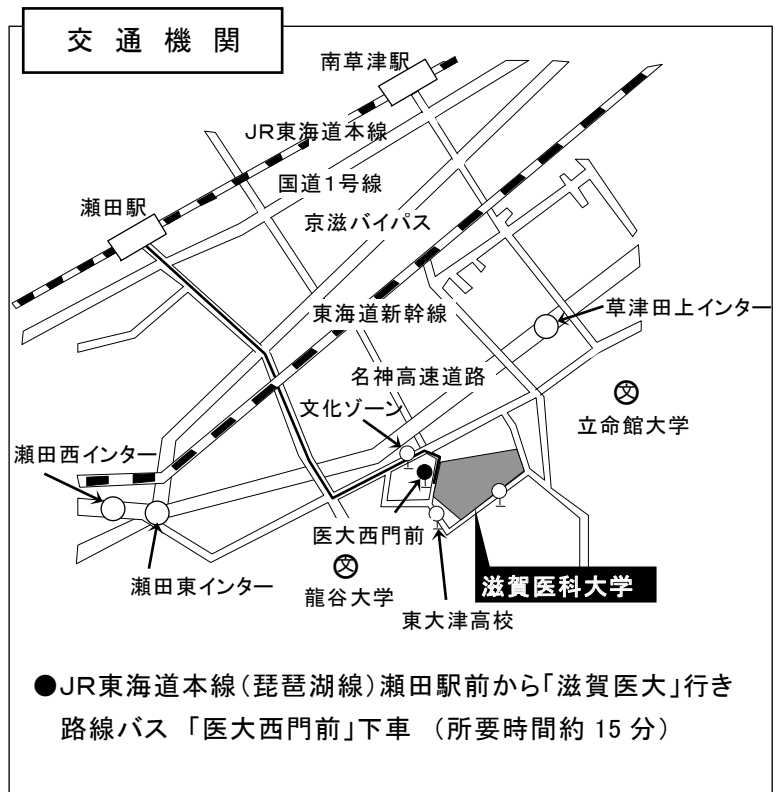 交通機関
南草津駅
JR東海道本線
国道1号線
瀬田駅
京滋バイパス
東海道新幹線
草津田上インター
名神高速道路
文化ゾーン
文
立命館大学
瀬田西インター
医大西門前
文
瀬田東インター
龍谷大学
滋賀医科大学
東大津高校
●JR東海道本線(琵琶湖線)瀬田駅前から「滋賀医大」行き
路線バス 「医大西門前」下車 (所要時間約 15 分)